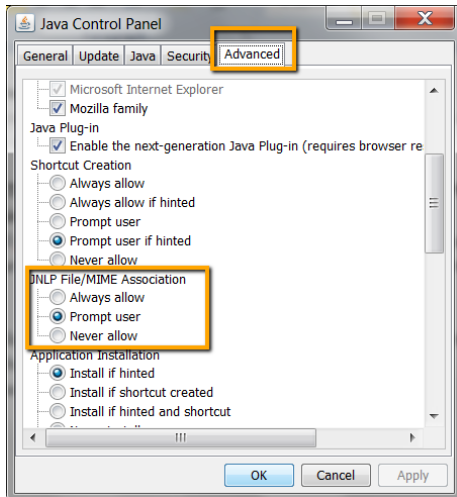 Java Control Panel
General Update Java Security Advanced
Microsoft Internet Explorer
Mozilla family
Java Plug-in
Enable the next-generation Java Plug-in (requires browser re
Shortcut Creation
Always allow
Always allow if hinted
Prompt user
Prompt user if hinted
Never allow
JNLP File/MIME Association
Always allow
Prompt user
Never allow
Application Installation
Install if hinted
Install if shortcut created
Install if hinted and shortcut
OK Cancel Apply